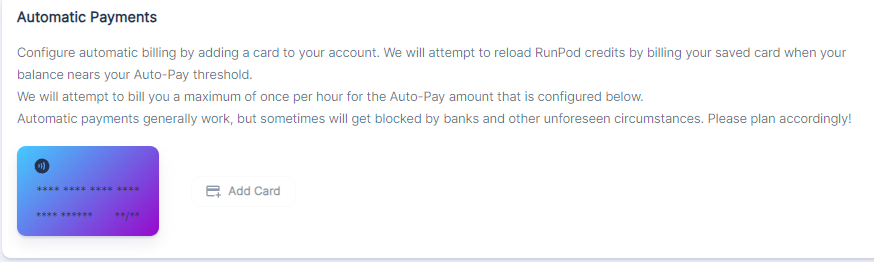 Automatic Payments
Configure automatic billing by adding a card to your account. We will attempt to reload RunPod credits by billing your saved card when your
balance nears your Auto-Pay threshold.
We will attempt to bill you a maximum of once per hour for the Auto-Pay amount that is configured below.
Automatic payments generally work, but sometimes will get blocked by banks and other unforeseen circumstances. Please plan accordingly!
**** **** **** ****
Add Card
**** ****** **/**